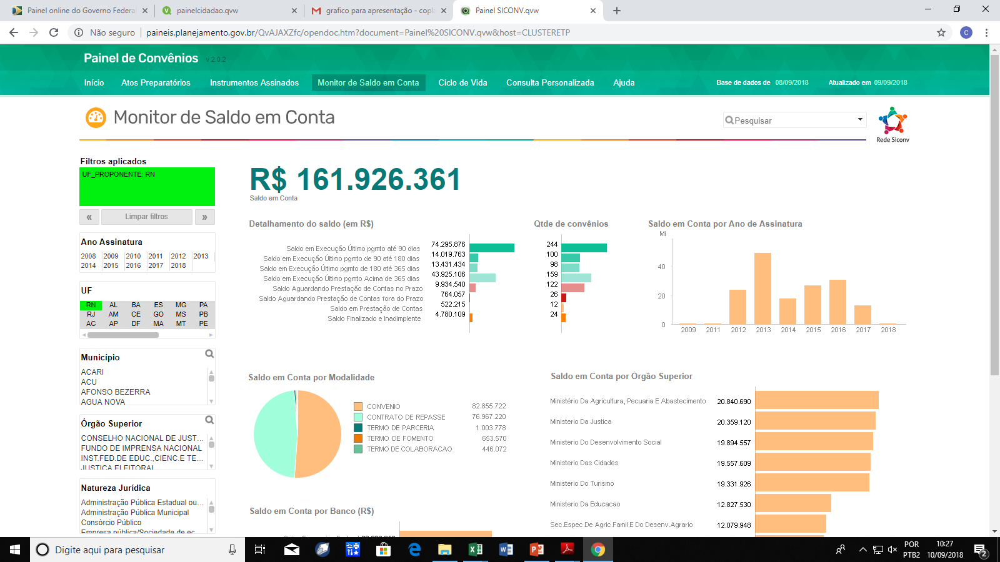 Painel online do Governo Federa
painelcidadao.qvw
grafico para apresentação - copla
Painel SICONV.qvw
Não seguro
paineis.planejamento.gov.br/QvAJAXZfc/opendoc.htm?document=Painel%20SICONV.qvw&host=CLUSTERETP
C
Painel de Convênios v 2.0.2
Início
Atos Preparatórios
Instrumentos Assinados
Monitor de Saldo em Conta
Ciclo de Vida
Consulta Personalizada
Ajuda
Base de dados de 08/09/2018
Atualizado em 09/09/2018
Monitor de Saldo em Conta
Pesquisar
Rede Siconv
Filtros aplicados
UF_PROPONENTE: RN
« Limpar filtros »
Ano Assinatura
2008 2009 2010 2011 2012 2013
2014 2015 2016 2017 2018
UF
RN AL BA ES MG PA
RJ AM CE GO MS PB
AC AP DF MA MT PE
Município
ACARI
ACU
AFONSO BEZERRA
AGUA NOVA
Órgão Superior
CONSELHO NACIONAL DE JUST...
FUNDO DE IMPRENSA NACIONAL
INST.FED.DE EDUC.,CIENC.E TE...
JUSTICA ELEITORAL
Natureza Jurídica
Administração Pública Estadual ou...
Administração Pública Municipal
Consórcio Público
Empresa pública/Sociedade de ec
R$ 161.926.361
Saldo em Conta
Detalhamento do saldo (em R$)
Saldo em Execução Último pgmto até 90 dias 74.295.876
Saldo em Execução Último pgmto de 90 até 180 dias 14.019.763
Saldo em Execução Último pgmto de 180 até 365 dias 13.431.434
Saldo em Execução Último pgmto Acima de 365 dias 43.925.106
Saldo Aguardando Prestação de Contas no Prazo 9.934.540
Saldo Aguardando Prestação de Contas fora do Prazo 764.057
Saldo em Prestação de Contas 522.215
Saldo Finalizado e Inadimplente 4.780.109
Qtde de convênios
244
100
98
159
122
26
12
24
Saldo em Conta por Ano de Assinatura
Mi
40
20
0
2009 2011 2012 2013 2014 2015 2016 2017 2018
Saldo em Conta por Modalidade
CONVENIO 82.855.722
CONTRATO DE REPASSE 76.967.220
TERMO DE PARCERIA 1.003.778
TERMO DE FOMENTO 653.570
TERMO DE COLABORACAO 446.072
Saldo em Conta por Órgão Superior
Ministério Da Agricultura, Pecuaria E Abastecimento 20.840.690
Ministerio Da Justica 20.359.120
Ministerio Do Desenvolvimento Social 19.894.557
Ministerio Das Cidades 19.557.609
Ministerio Do Turismo 19.331.926
Ministerio Da Educacao 12.827.530
Sec.Espec.De Agric.Famil.E Do Desenv.Agrario 12.079.948
Saldo em Conta por Banco (R$)
Digite aqui para pesquisar
POR
PTB2
10:27
10/09/2018
2